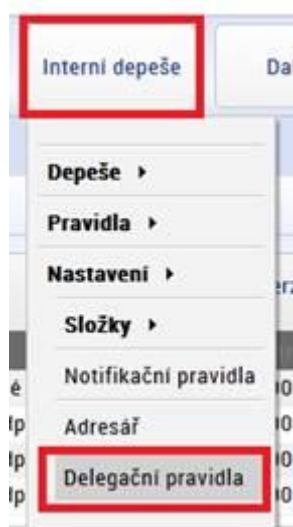 Interní depeše
Depeše
Pravidla
Nastavení
Složky
Notifikační pravidla
Adresář
Delegační pravidla